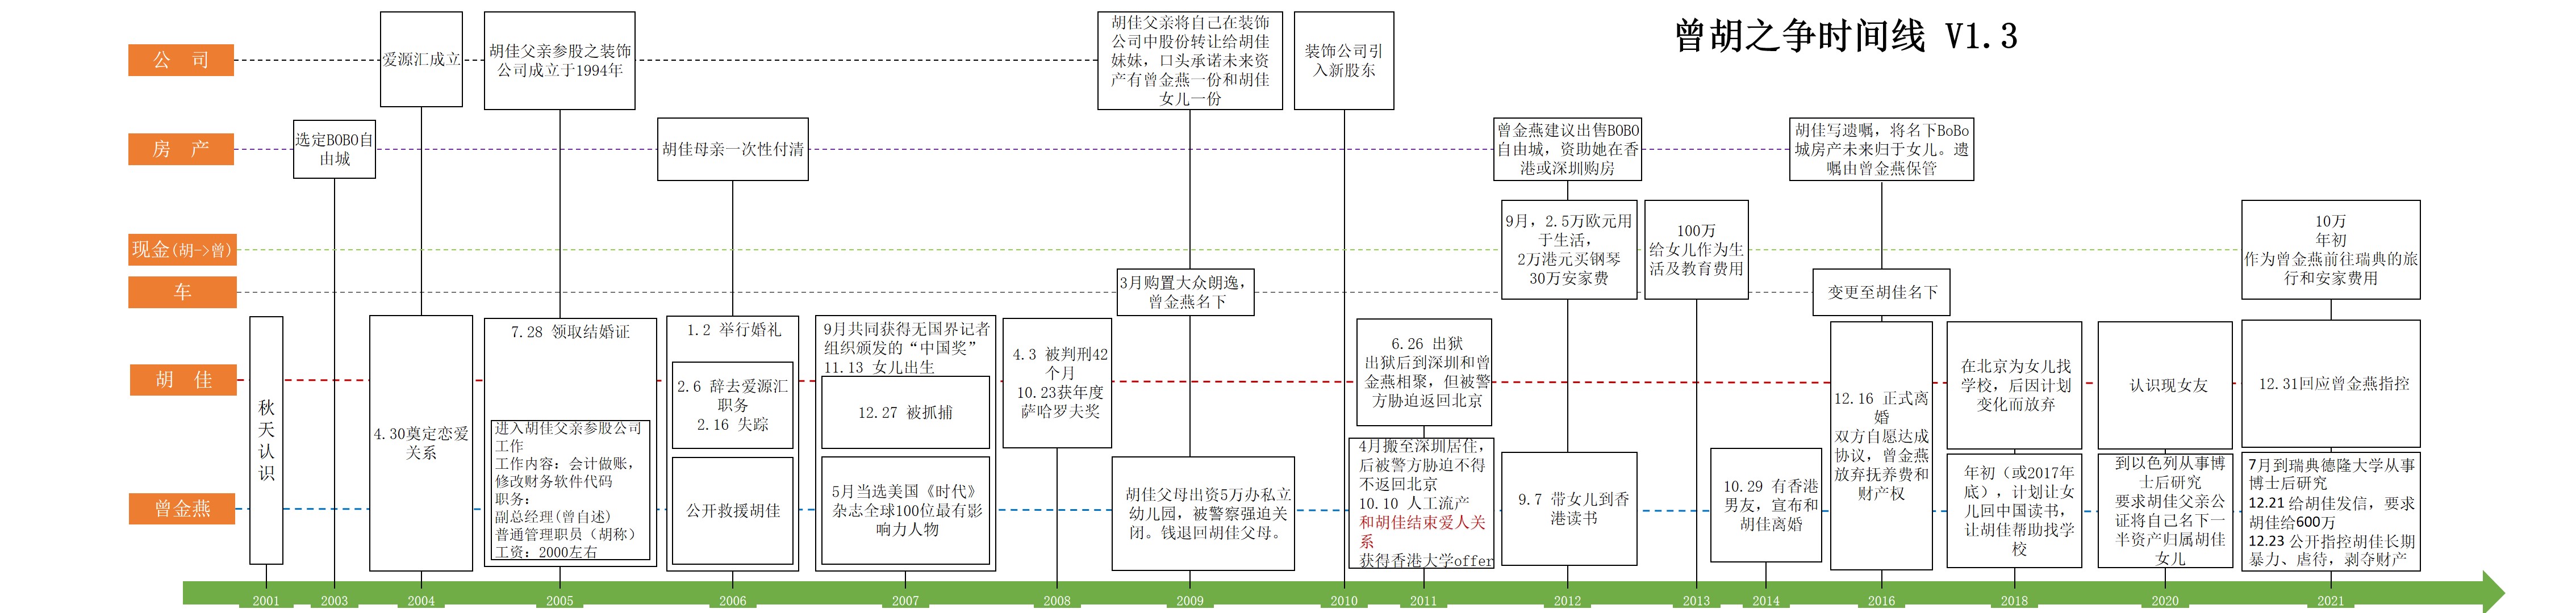 曾胡之争时间线 V1.3
公 司
爱源汇成立
胡佳父亲参股之装饰
公司成立于1994年
胡佳父亲将自己在装饰
公司中股份转让给胡佳
妹妹，口头承诺未来资
产有曾金燕一份和胡佳
女儿一份
装饰公司引
入新股东
房 产
选定BOBO自
由城
胡佳母亲一次性付清
曾金燕建议出售BOBO
自由城，资助她在香
港或深圳购房
胡佳写遗嘱，将名下BoBo
城房产未来归于女儿。遗
嘱由曾金燕保管
现金(胡->曾)
9月，2.5万欧元用
于生活，
2万港元买钢琴
30万安家费
100万
给女儿作为生
活及教育费用
10万
年初
作为曾金燕前往瑞典的旅
行和安家费用
车
3月购置大众朗逸，
曾金燕名下
变更至胡佳名下
胡 佳
曾金燕
秋
天
认
识
4.30奠定恋爱
关系
7.28 领取结婚证
进入胡佳父亲参股公司
工作
工作内容：会计做账，
修改财务软件代码
职务：
副总经理(曾自述)
普通管理职员（胡称）
工资：2000左右
1.2 举行婚礼
2.6 辞去爱源汇
职务
2.16 失踪
公开救援胡佳
9月共同获得无国界记者
组织颁发的“中国奖”
11.13 女儿出生
12.27 被抓捕
5月当选美国《时代》
杂志全球100位最有影
响力人物
4.3 被判刑42
个月
10.23获年度
萨哈罗夫奖
胡佳父母出资5万办私立
幼儿园，被警察强迫关
闭。钱退回胡佳父母。
6.26 出狱
出狱后到深圳和曾
金燕相聚，但被警
方胁迫返回北京
4月搬至深圳居住，
后被警方胁迫不得
不返回北京
10.10 人工流产
和胡佳结束爱人关
系
获得香港大学offer
9.7 带女儿到香
港读书
10.29 有香港
男友，宣布和
胡佳离婚
12.16 正式离
婚
双方自愿达成
协议，曾金燕
放弃抚养费和
财产权
在北京为女儿找
学校，后因计划
变化而放弃
年初（或2017年
底），计划让女
儿回中国读书，
让胡佳帮助找学
校
认识现女友
到以色列从事博
士后研究
要求胡佳父亲公
证将自己名下一
半资产归属胡佳
女儿
12.31回应曾金燕指控
7月到瑞典德隆大学从事
博士后研究
12.21 给胡佳发信，要求
胡佳给600万
12.23 公开指控胡佳长期
暴力、虐待，剥夺财产
2001
2003
2004
2005
2006
2007
2008
2009
2010
2011
2012
2013
2014
2016
2018
2020
2021